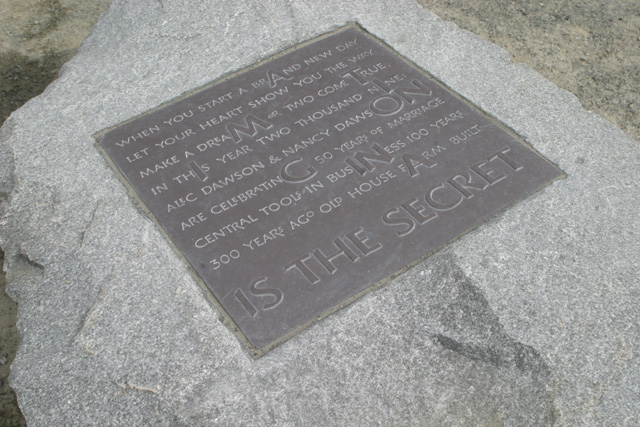 WHEN YOU START A BRAND NEW DAY
LET YOUR HEART SHOW YOU THE WAY
MAKE A DREAM OR TWO COME TRUE.
IN THIS YEAR TWO THOUSAND NINE,
ALEC DAWSON & NANCY DAWSON
ARE CELEBRATING 50 YEARS OF MARRIAGE
CENTRAL TOOLS IN BUSINESS 100 YEARS
300 YEARS AGO OLD HOUSE FARM BUILT
IS THE SECRET